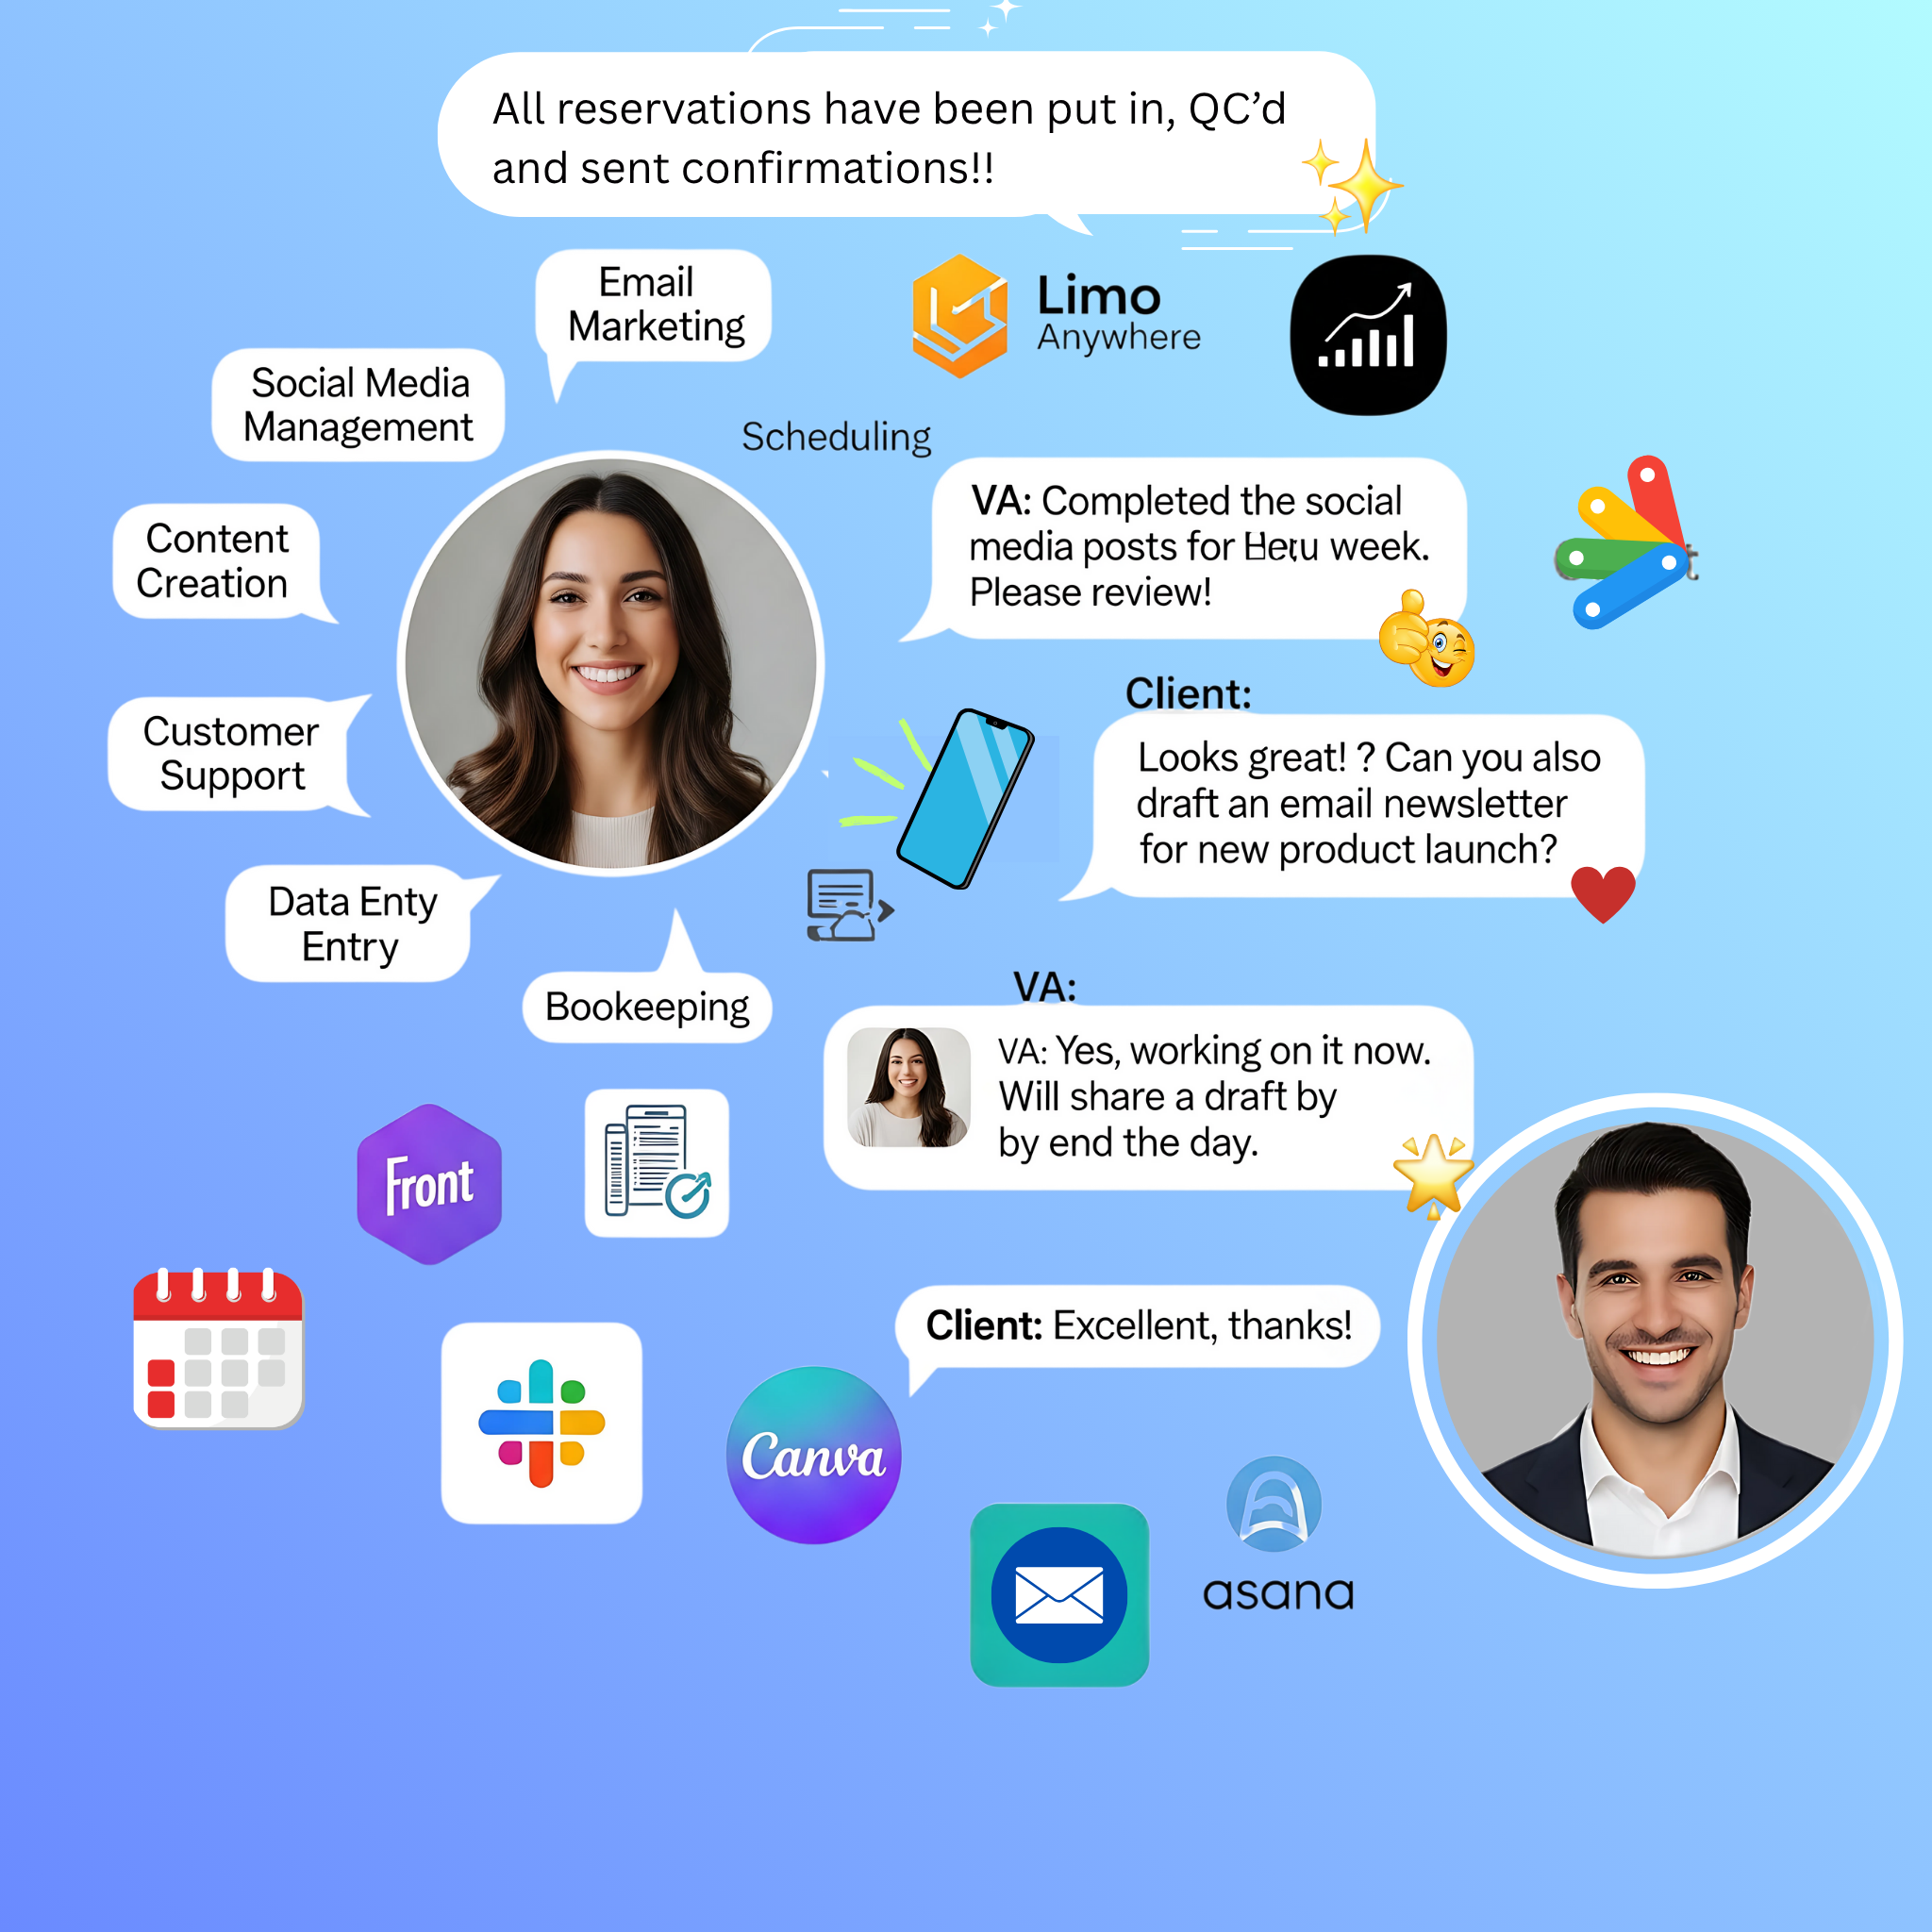 All reservations have been put in, QC’d
and sent confirmations!!
Email
Marketing
Limo
Anywhere
Social Media
Management
Scheduling
VA: Completed the social
media posts for week.
Please review!
Content
Creation
Client:
Looks great! ? Can you also
draft an email newsletter
for new product launch?
Customer
Support
Data Enty
Entry
Bookeeping
VA:
VA: Yes, working on it now.
Will share a draft by
by end the day.
Front
Client: Excellent, thanks!
Canva
asana